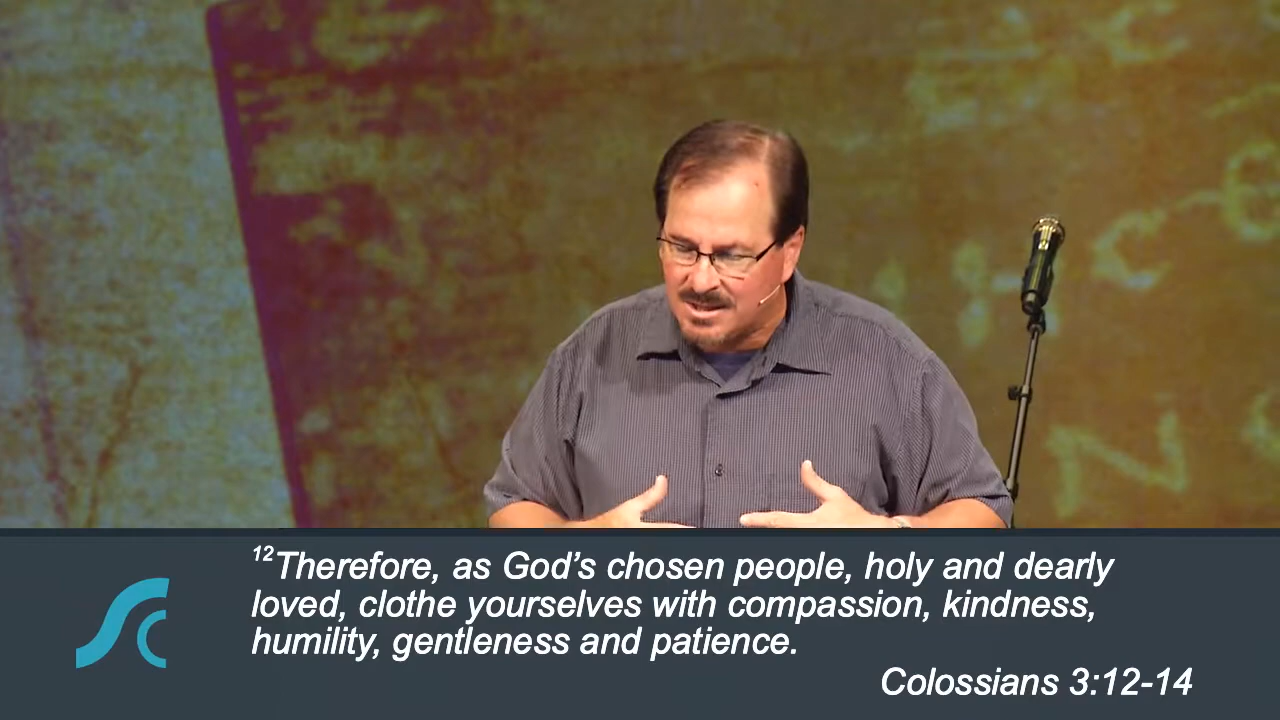 ¹²Therefore, as God’s chosen people, holy and dearly
loved, clothe yourselves with compassion, kindness,
humility, gentleness and patience.
Colossians 3:12-14